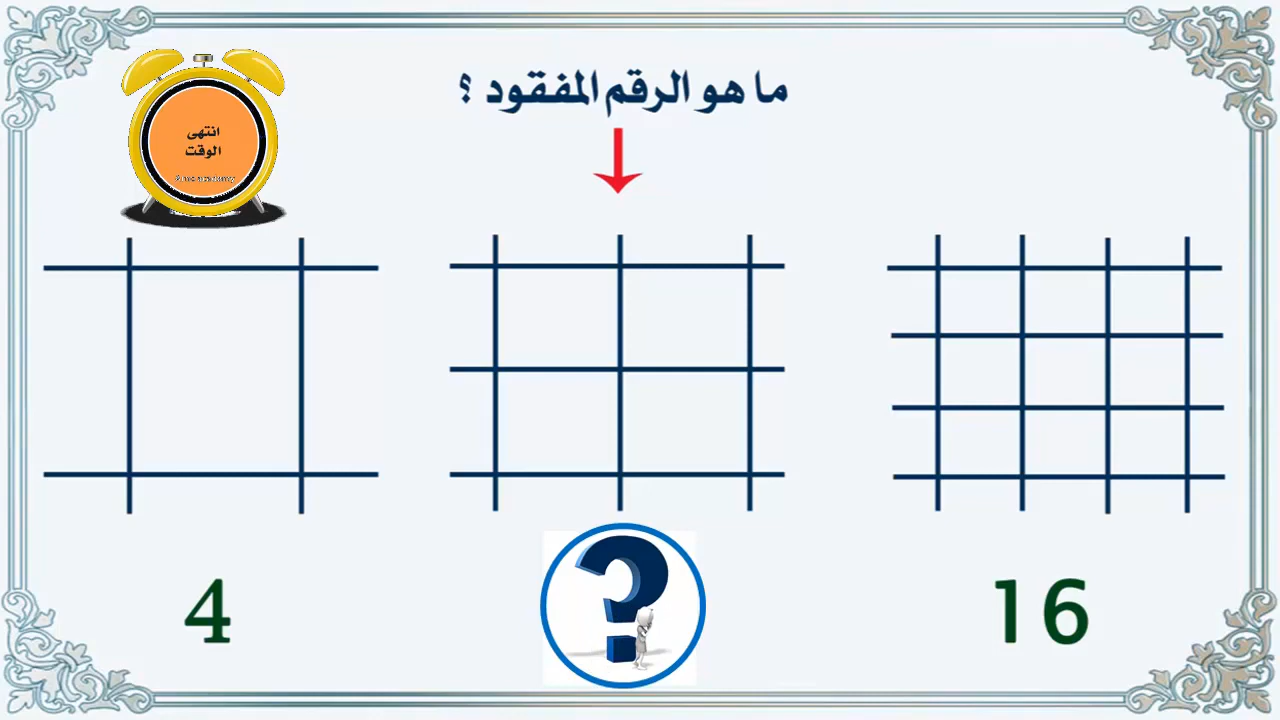 ما هو الرقم المفقود ؟
انتهى
الوقت
4
16